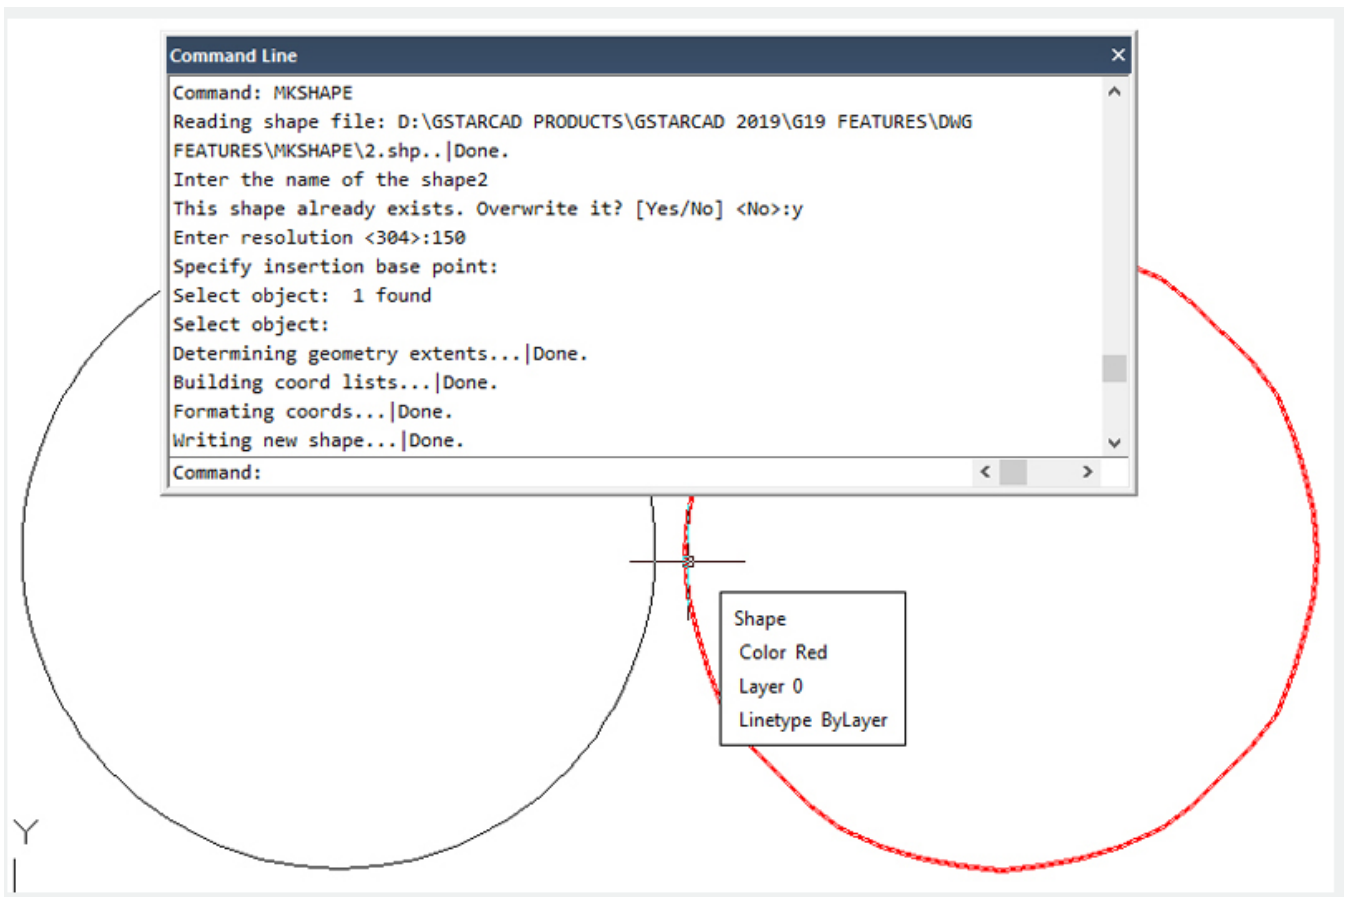 Command Line
Command: MKSHAPE
Reading shape file: D:\GSTARCAD PRODUCTS\GSTARCAD 2019\G19 FEATURES\DWG
FEATURES\MKSHAPE\2.shp..|Done.
Inter the name of the shape2
This shape already exists. Overwrite it? [Yes/No] <No>:y
Enter resolution <304>:150
Specify insertion base point:
Select object:  1 found
Select object:
Determining geometry extents...|Done.
Building coord lists...|Done.
Formating coords...|Done.
Writing new shape...|Done.
Command:
Shape
Color Red
Layer 0
Linetype ByLayer
Y